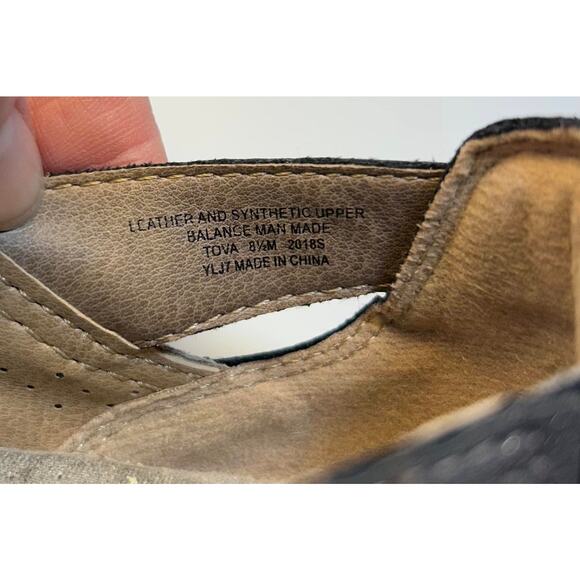 LEATHER AND SYNTHETIC UPPER
BALANCE MAN MADE
TOVA 8½M 2018S
YLJ7 MADE IN CHINA